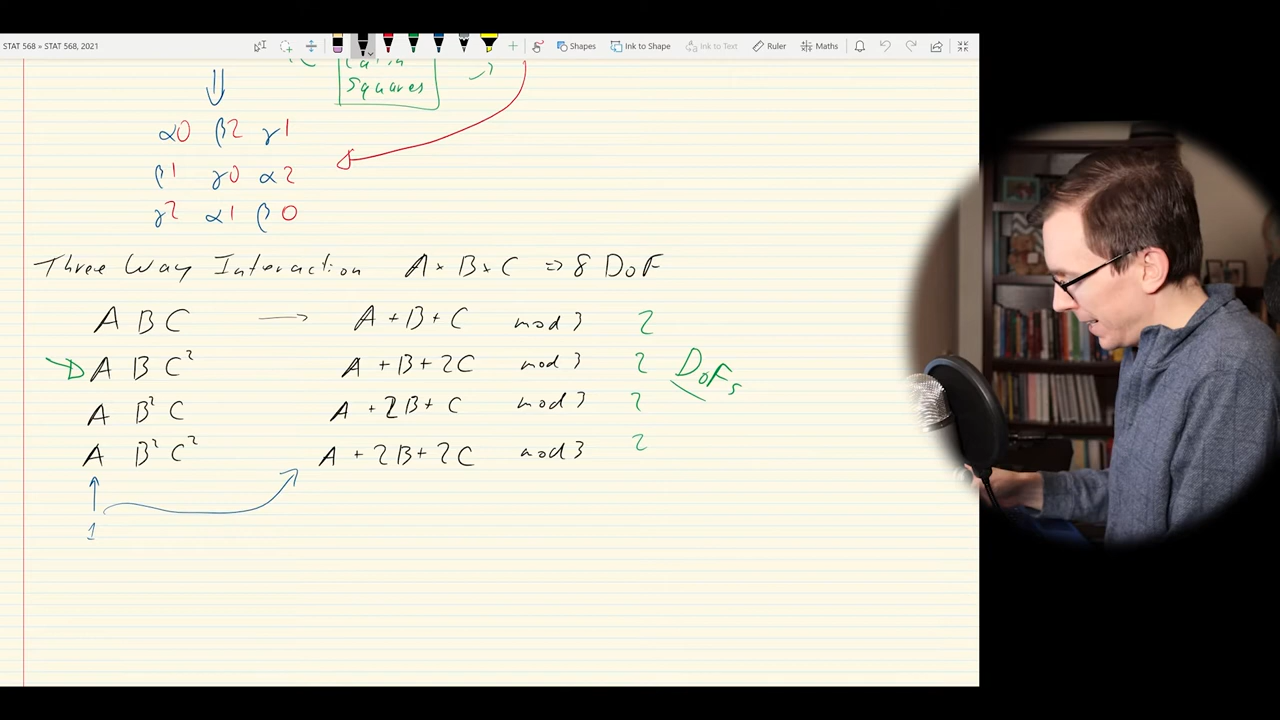 STAT 568 » STAT 568, 2021
Shapes Ink to Shape Ink to Text Ruler Maths
Squares
α0 β2 γ1
β1 γ0 α2
γ2 α1 β0
Three Way Interaction A×B×C => 8 DoF
A B C → A + B + C mod 3 2
A B C² A + B + 2C mod 3 2 DoFs
A B² C A + 2B + C mod 3 2
A B² C² A + 2B + 2C mod 3 2
1